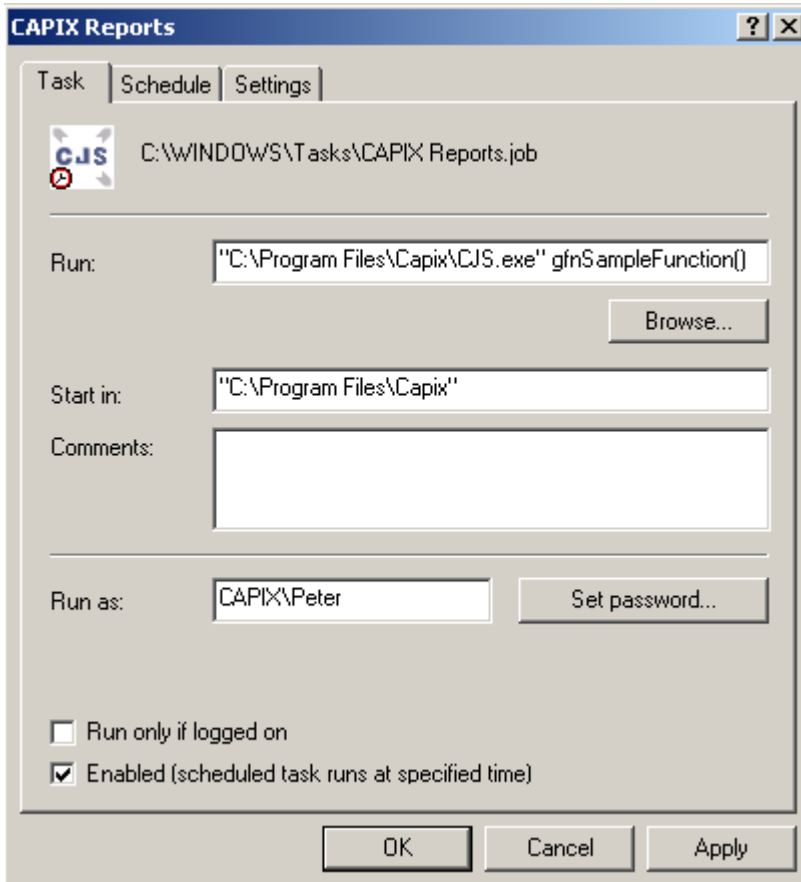 CAPIX Reports
Task Schedule Settings
CJS C:\WINDOWS\Tasks\CAPIX Reports.job
Run: "C:\Program Files\Capix\CJS.exe" gfnSampleFunction()
Browse...
Start in: "C:\Program Files\Capix"
Comments:
Run as: CAPIX\Peter Set password...
Run only if logged on
Enabled (scheduled task runs at specified time)
OK Cancel Apply